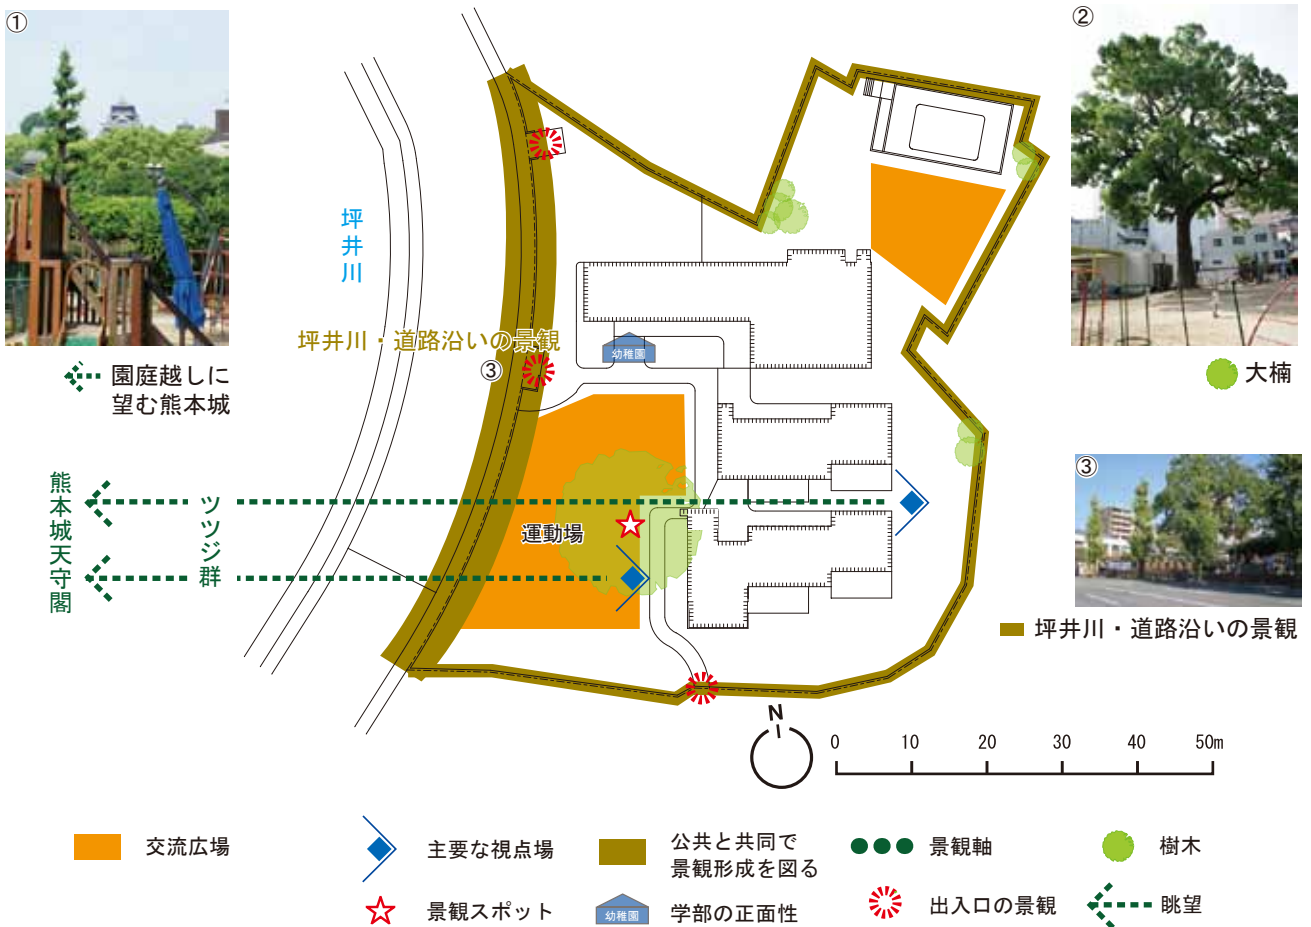 ①
園庭越しに
望む熊本城
②
大楠
③
坪井川・道路沿いの景観
坪井川
坪井川・道路沿いの景観
③
幼稚園
運動場
熊本城天守閣
ツツジ群
N
0 10 20 30 40 50m
交流広場
主要な視点場
公共と共同で
景観形成を図る
景観軸
樹木
景観スポット
幼稚園
学部の正面性
出入口の景観
眺望